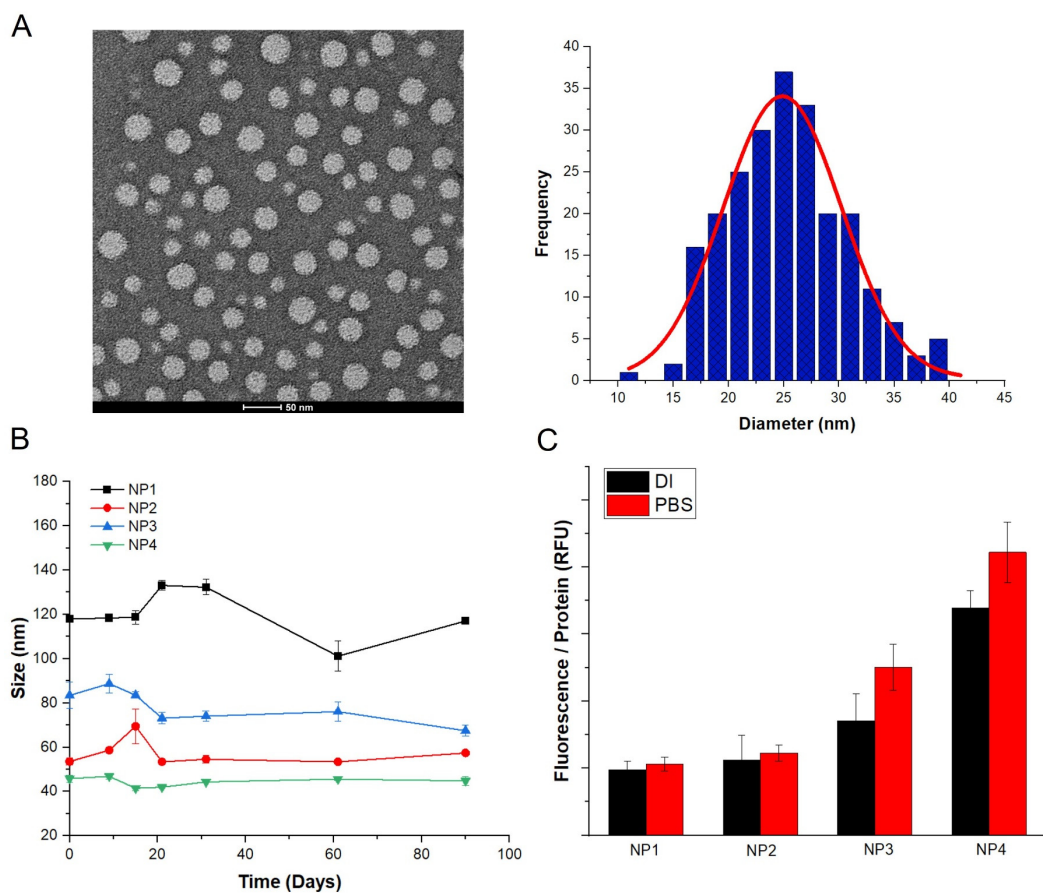 A
50 nm
40
35
30
25
20
15
10
5
0
Frequency
10 15 20 25 30 35 40 45
Diameter (nm)
B
180
160
140
120
100
80
60
40
20
Size (nm)
NP1
NP2
NP3
NP4
0 20 40 60 80 100
Time (Days)
C
DI
PBS
Fluorescence / Protein (RFU)
NP1 NP2 NP3 NP4